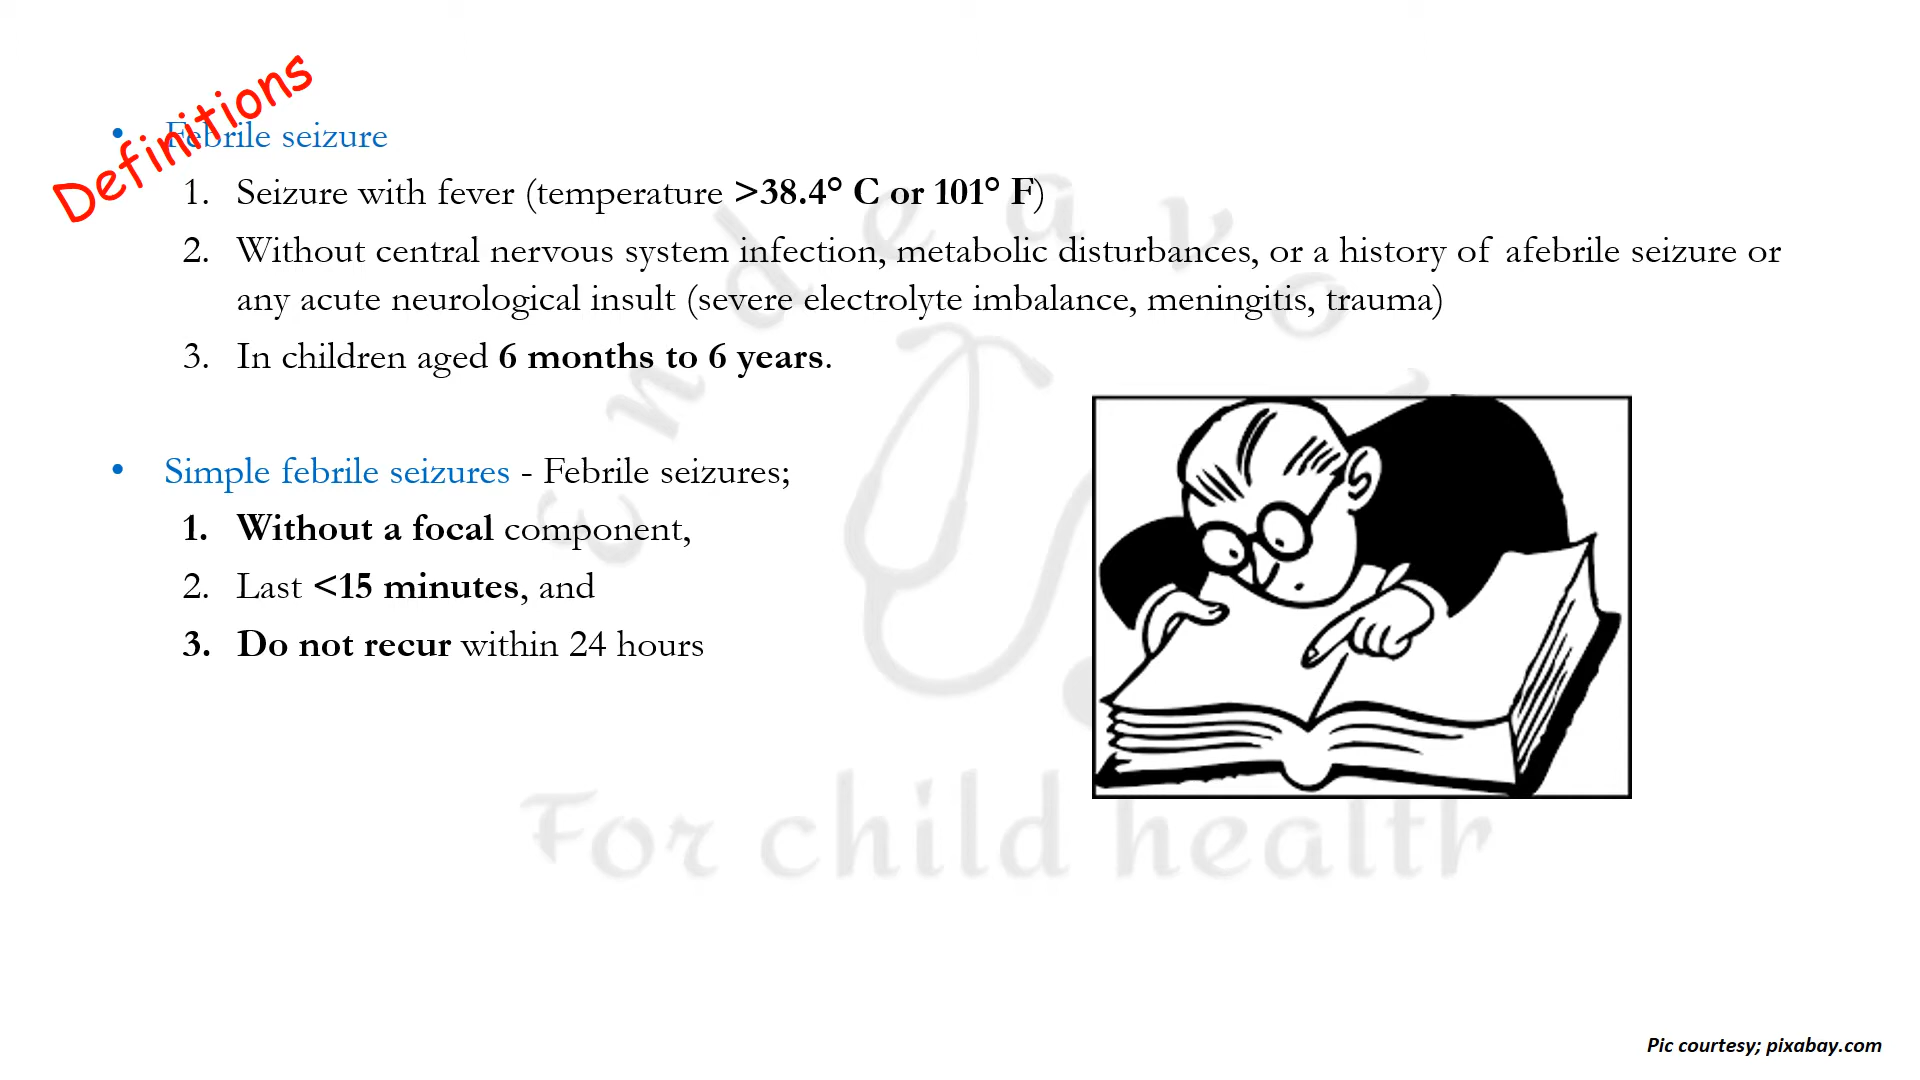 Definitions
• Febrile seizure
1. Seizure with fever (temperature >38.4° C or 101° F)
2. Without central nervous system infection, metabolic disturbances, or a history of afebrile seizure or
any acute neurological insult (severe electrolyte imbalance, meningitis, trauma)
3. In children aged 6 months to 6 years.
• Simple febrile seizures - Febrile seizures;
1. Without a focal component,
2. Last <15 minutes, and
3. Do not recur within 24 hours
Endeavor
For child health
Pic courtesy; pixabay.com